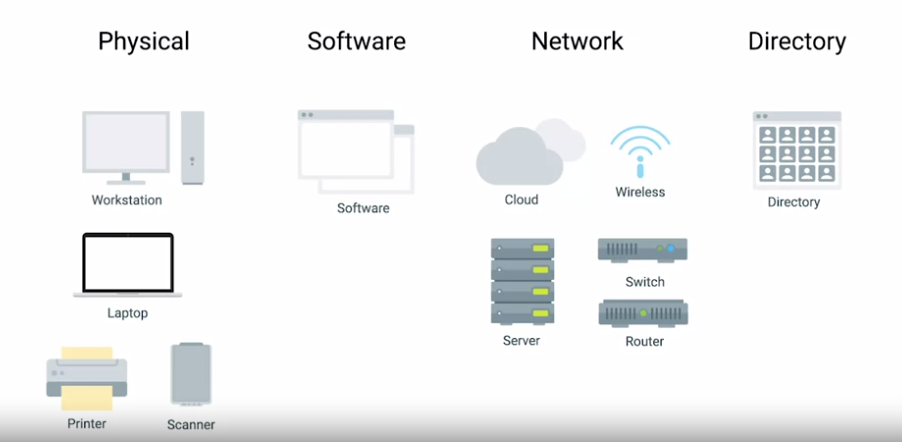 Physical
Software
Network
Directory
Workstation
Software
Cloud
Wireless
Directory
Laptop
Switch
Server
Router
Printer
Scanner